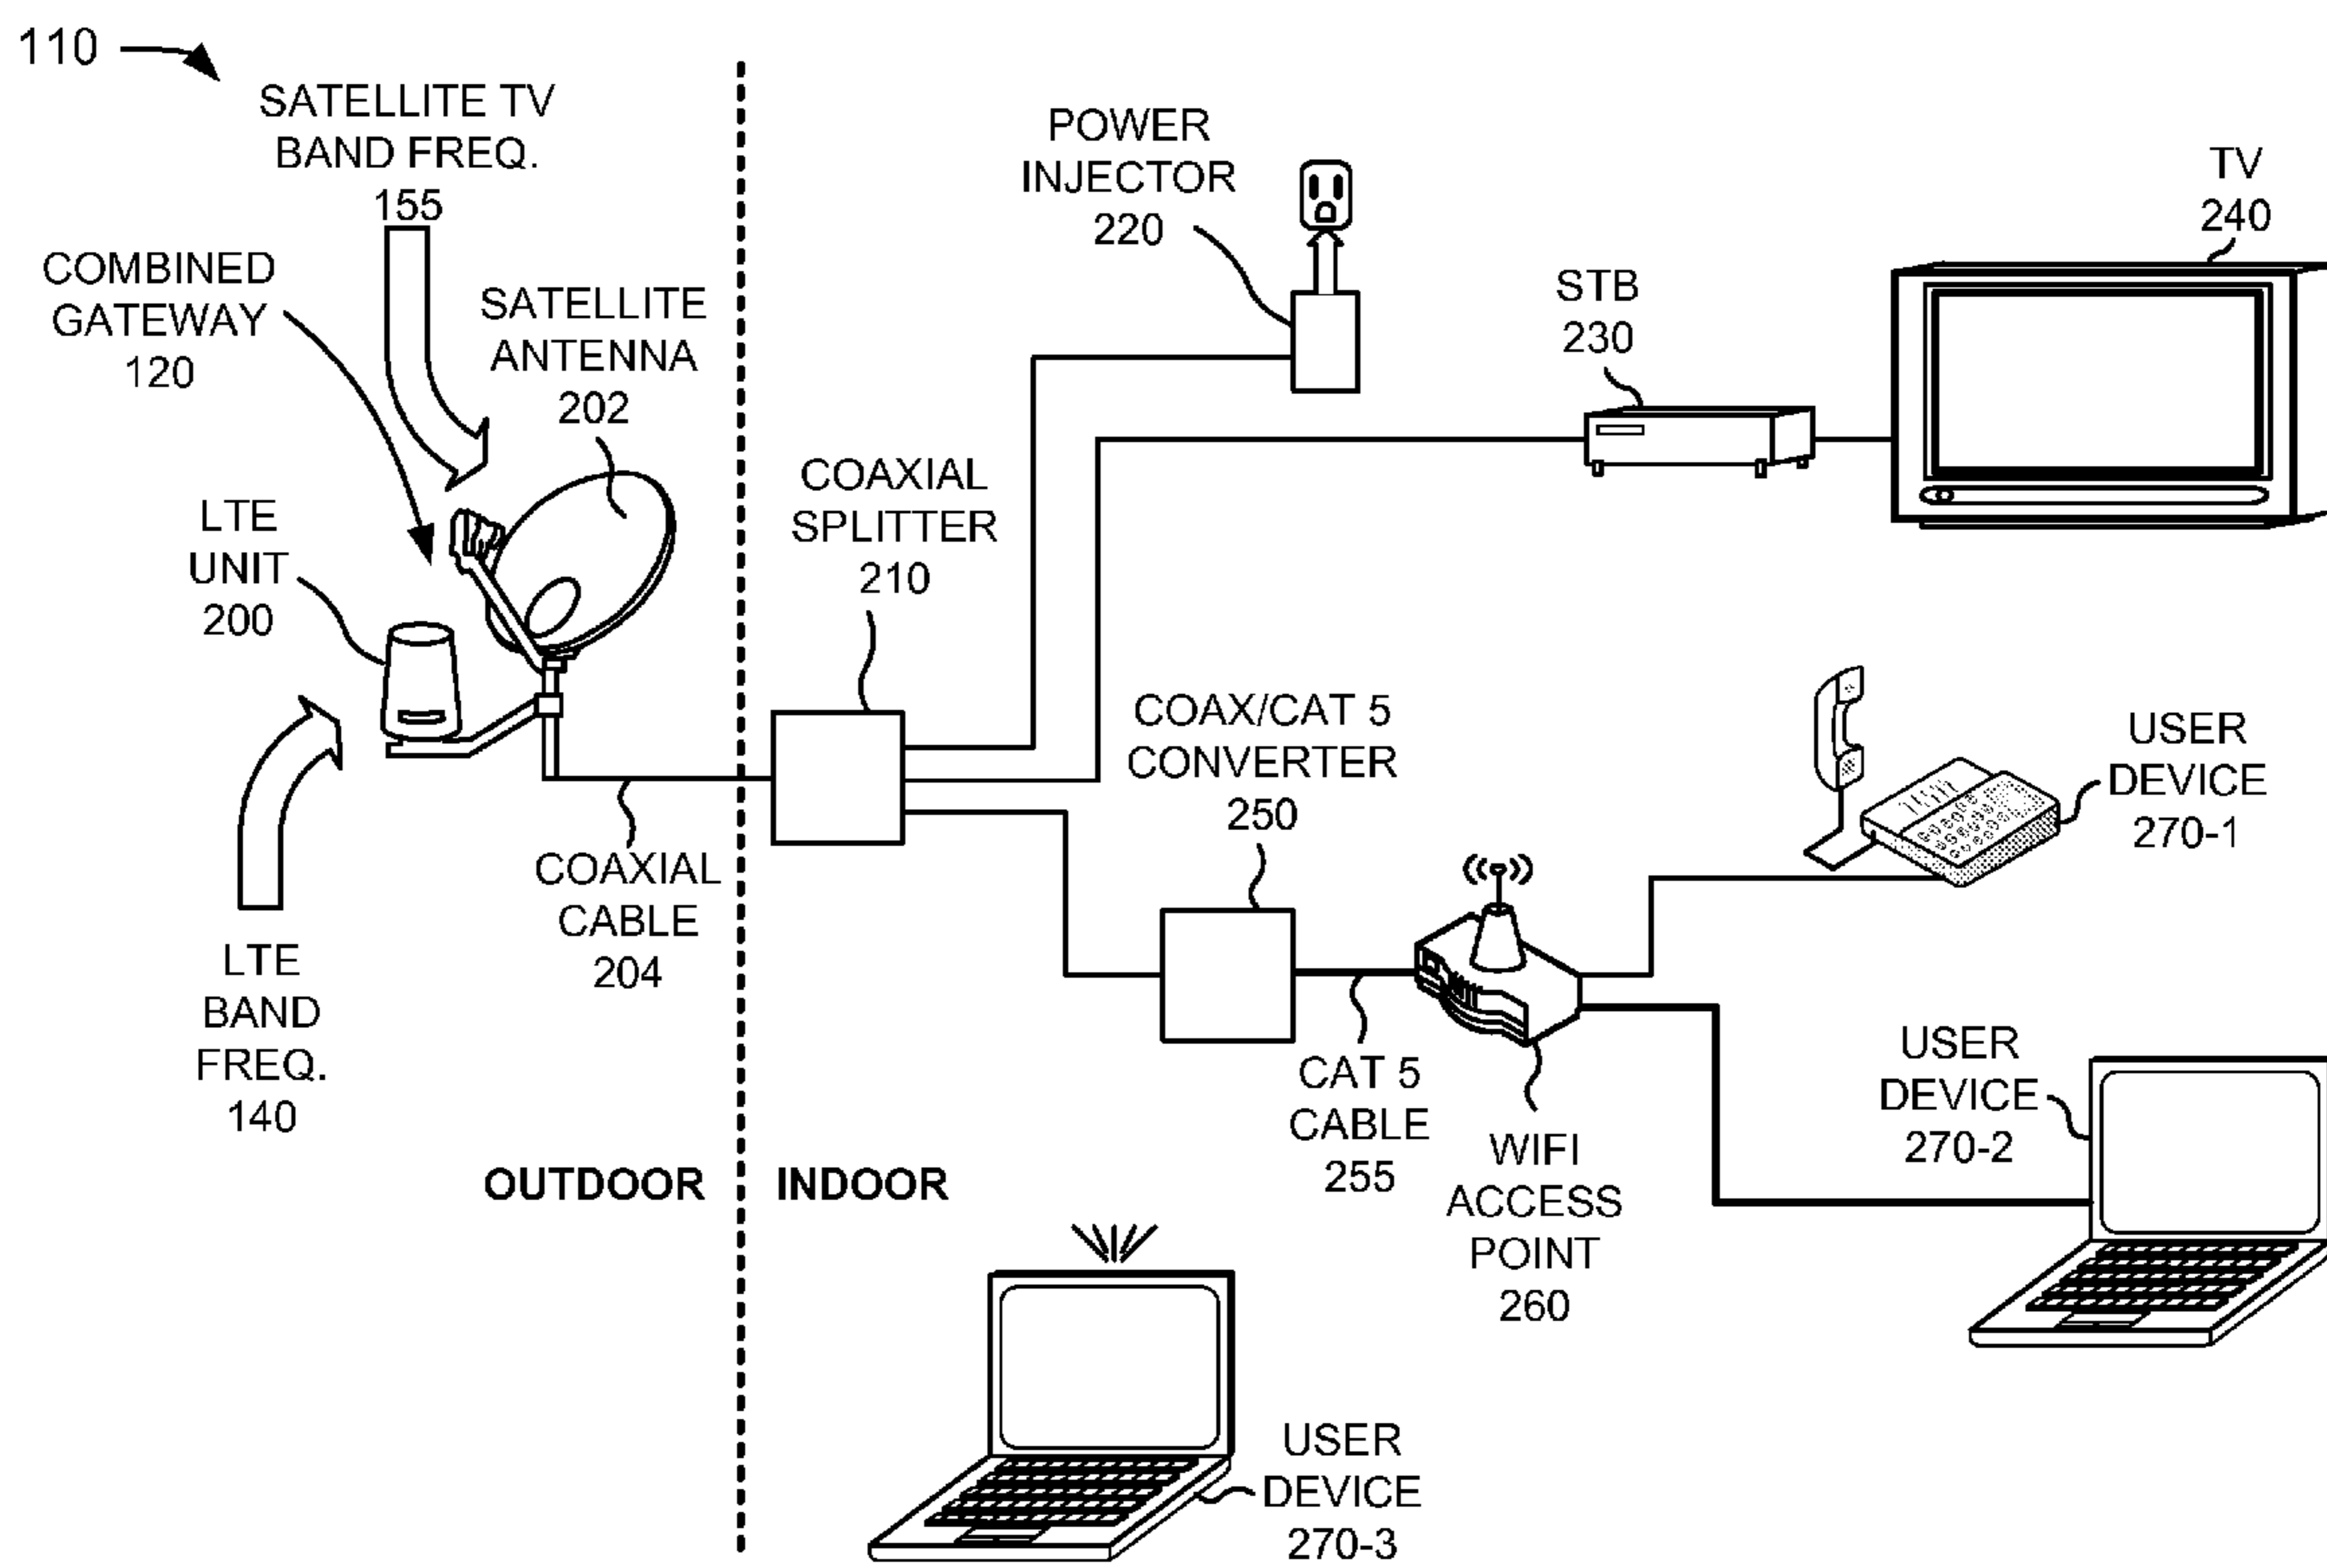 110
SATELLITE TV
BAND FREQ.
155
COMBINED
GATEWAY
120
SATELLITE
ANTENNA
202
LTE
UNIT
200
LTE
BAND
FREQ.
140
COAXIAL
CABLE
204
OUTDOOR
INDOOR
COAXIAL
SPLITTER
210
POWER
INJECTOR
220
STB
230
TV
240
COAX/CAT 5
CONVERTER
250
CAT 5
CABLE
255
WIFI
ACCESS
POINT
260
USER
DEVICE
270-1
USER
DEVICE
270-2
USER
DEVICE
270-3